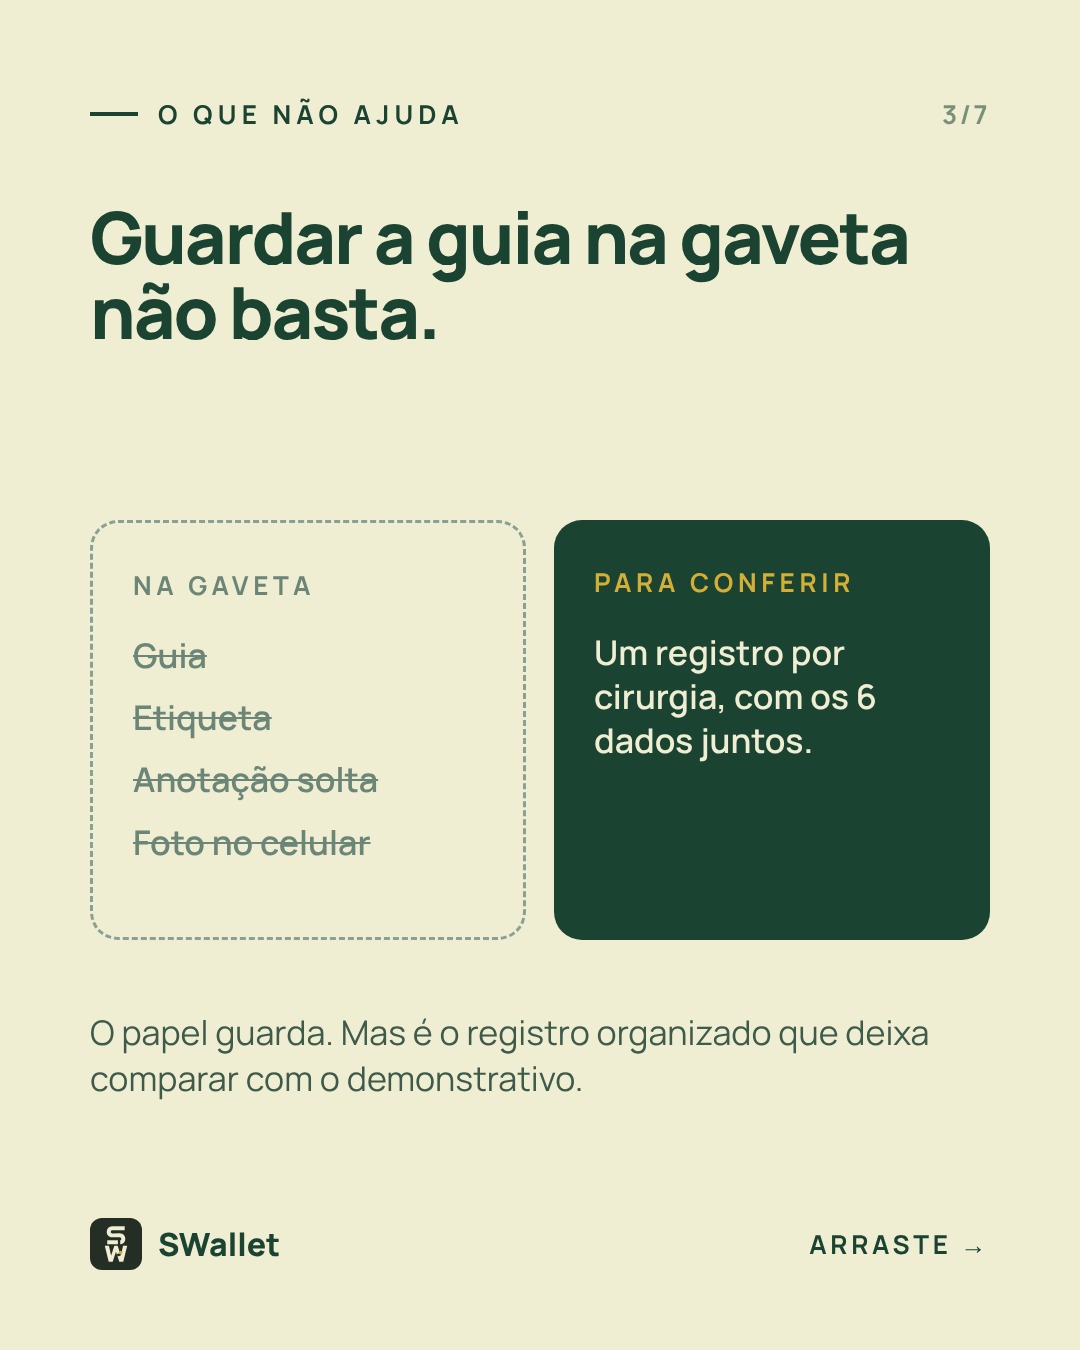 O QUE NÃO AJUDA
3/7
Guardar a guia na gaveta
não basta.
NA GAVETA
Guia
Etiqueta
Anotação solta
Foto no celular
PARA CONFERIR
Um registro por
cirurgia, com os 6
dados juntos.
O papel guarda. Mas é o registro organizado que deixa
comparar com o demonstrativo.
SW
SWallet
ARRASTE →